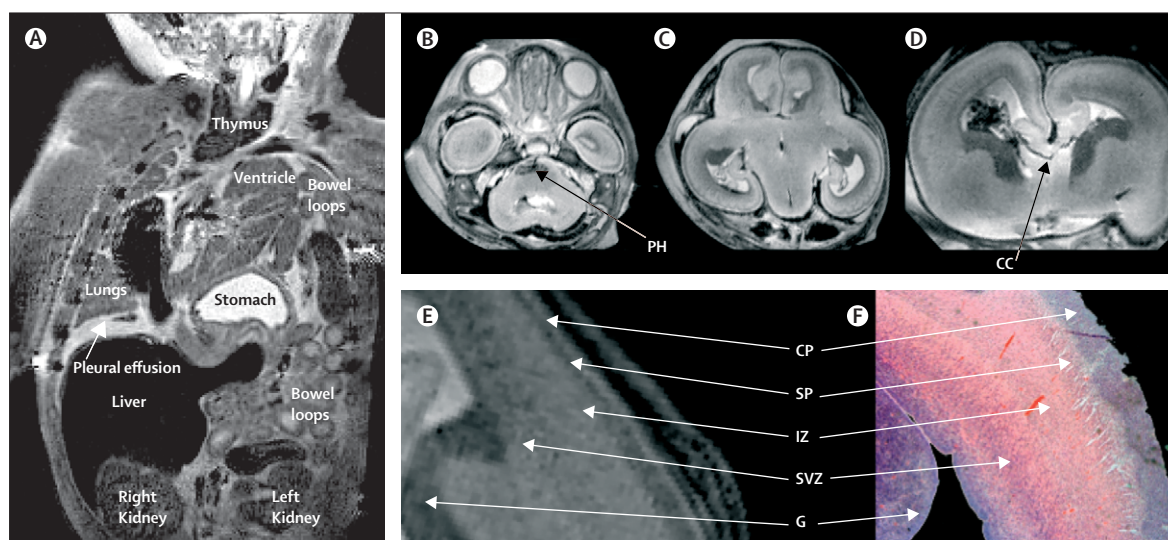 A
Thymus
Ventricle
Bowel
loops
Lungs
Stomach
Pleural effusion
Liver
Bowel
loops
Right
Kidney
Left
Kidney
B
C
D
PH
CC
E
F
CP
SP
IZ
SVZ
G